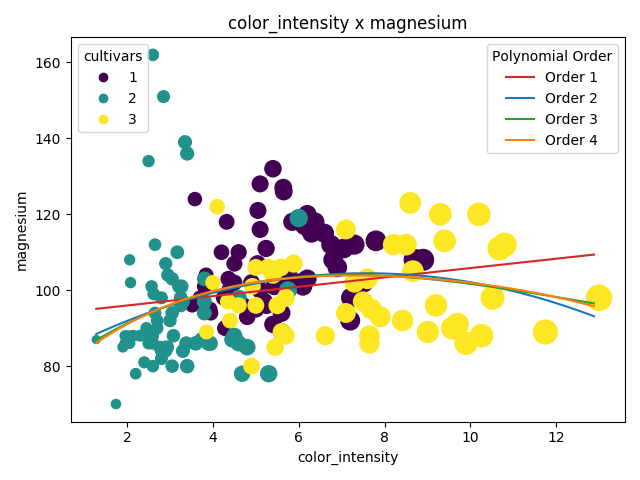 color_intensity x magnesium
cultivars
1
2
3
Polynomial Order
Order 1
Order 2
Order 3
Order 4
magnesium
160
140
120
100
80
2 4 6 8 10 12
color_intensity